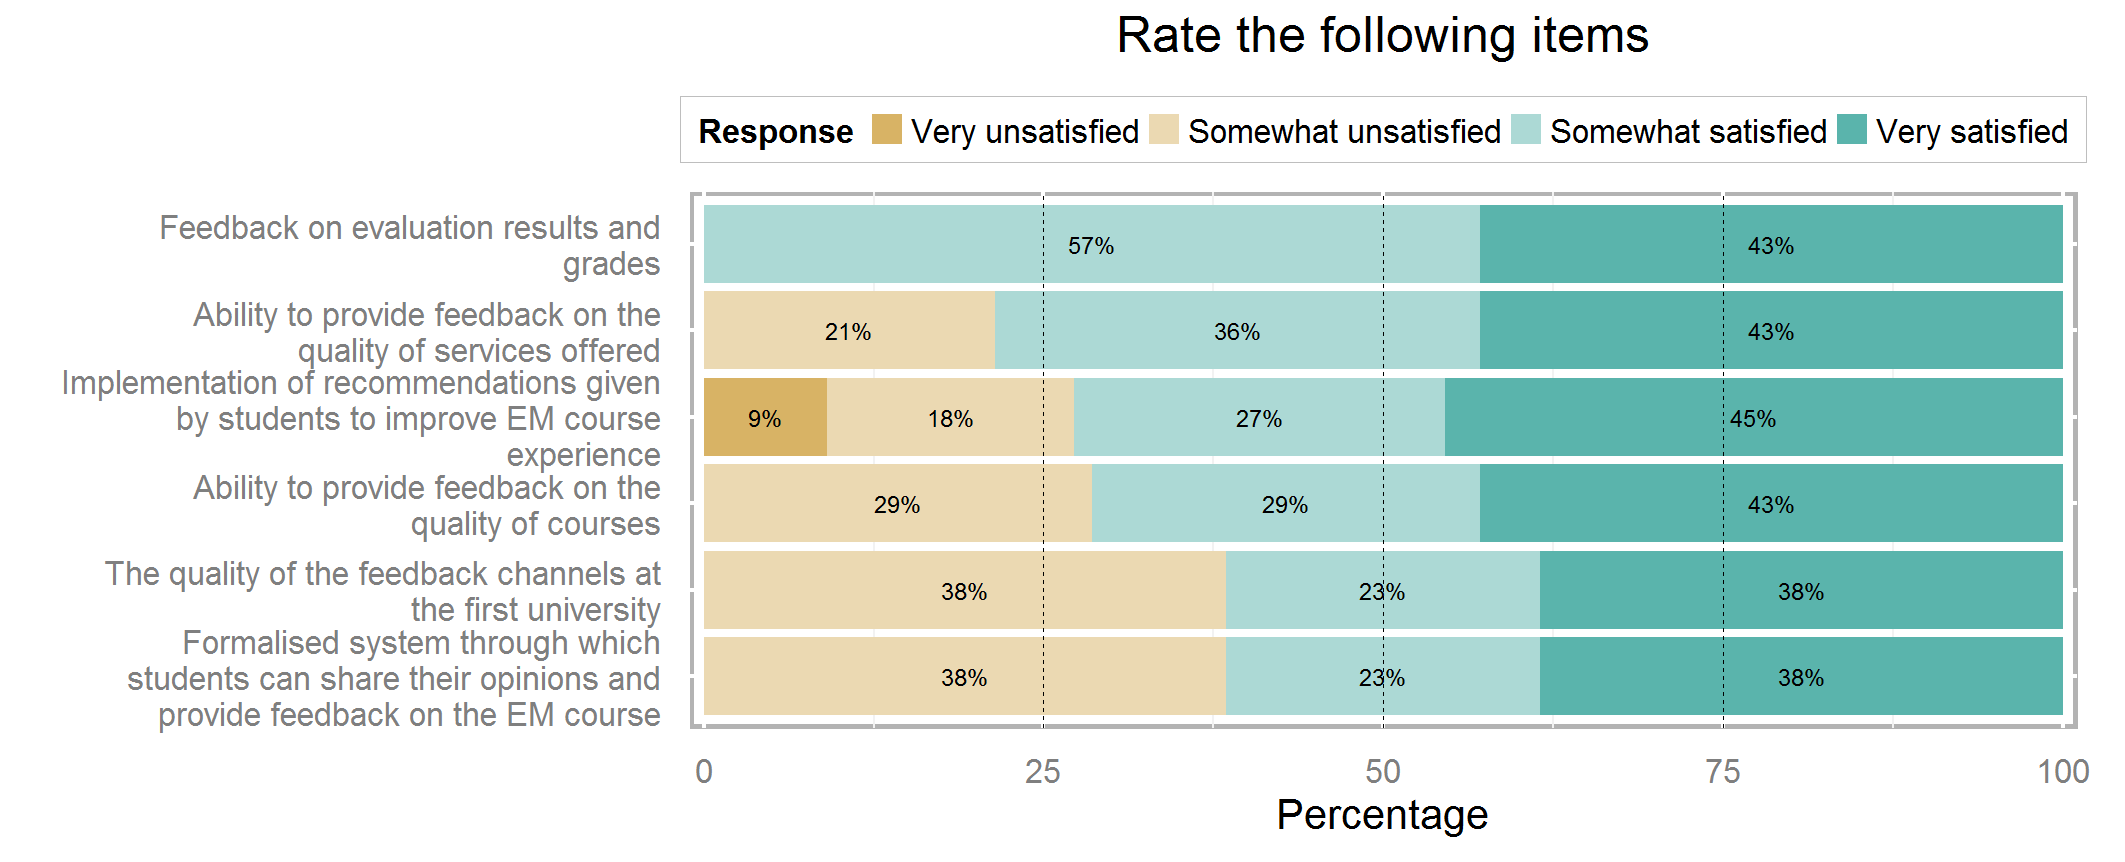 Rate the following items
Response Very unsatisfied Somewhat unsatisfied Somewhat satisfied Very satisfied
Feedback on evaluation results and
grades
57% 43%
Ability to provide feedback on the
quality of services offered
21% 36% 43%
Implementation of recommendations given
by students to improve EM course
experience
9% 18% 27% 45%
Ability to provide feedback on the
quality of courses
29% 29% 43%
The quality of the feedback channels at
the first university
38% 23% 38%
Formalised system through which
students can share their opinions and
provide feedback on the EM course
38% 23% 38%
0 25 50 75 100
Percentage